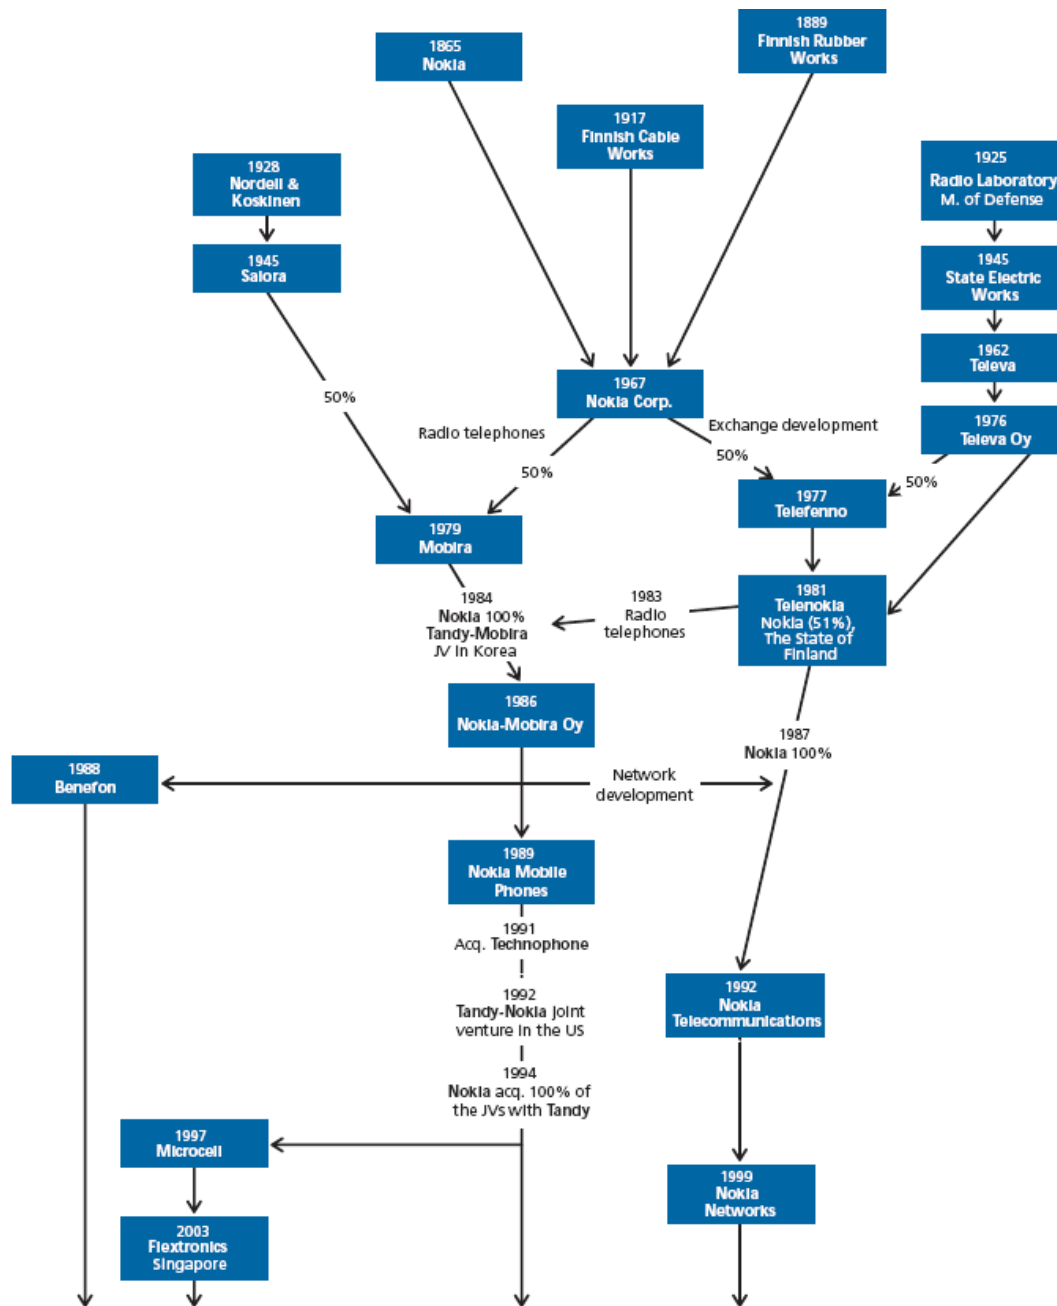 1865
Nokia
1889
Finnish Rubber
Works
1917
Finnish Cable
Works
1928
Nordell &
Koskinen
1925
Radio Laboratory
M. of Defense
1945
Salora
1945
State Electric
Works
1962
Televa
1967
Nokia Corp.
1976
Televa Oy
50%
Radio telephones
50%
Exchange development
50%
50%
1977
Telefenno
1979
Mobira
1981
Telenokia
Nokia (51%),
The State of
Finland
1983
Radio
telephones
1984
Nokia 100%
Tandy-Mobira
JV in Korea
1986
Nokia-Mobira Oy
1987
Nokia 100%
1988
Benefon
Network
development
1989
Nokia Mobile
Phones
1991
Acq. Technophone
1992
Tandy-Nokia joint
venture in the US
1992
Nokia
Telecommunications
1994
Nokia acq. 100% of
the JVs with Tandy
1997
Microcell
1999
Nokia
Networks
2003
Flextronics
Singapore